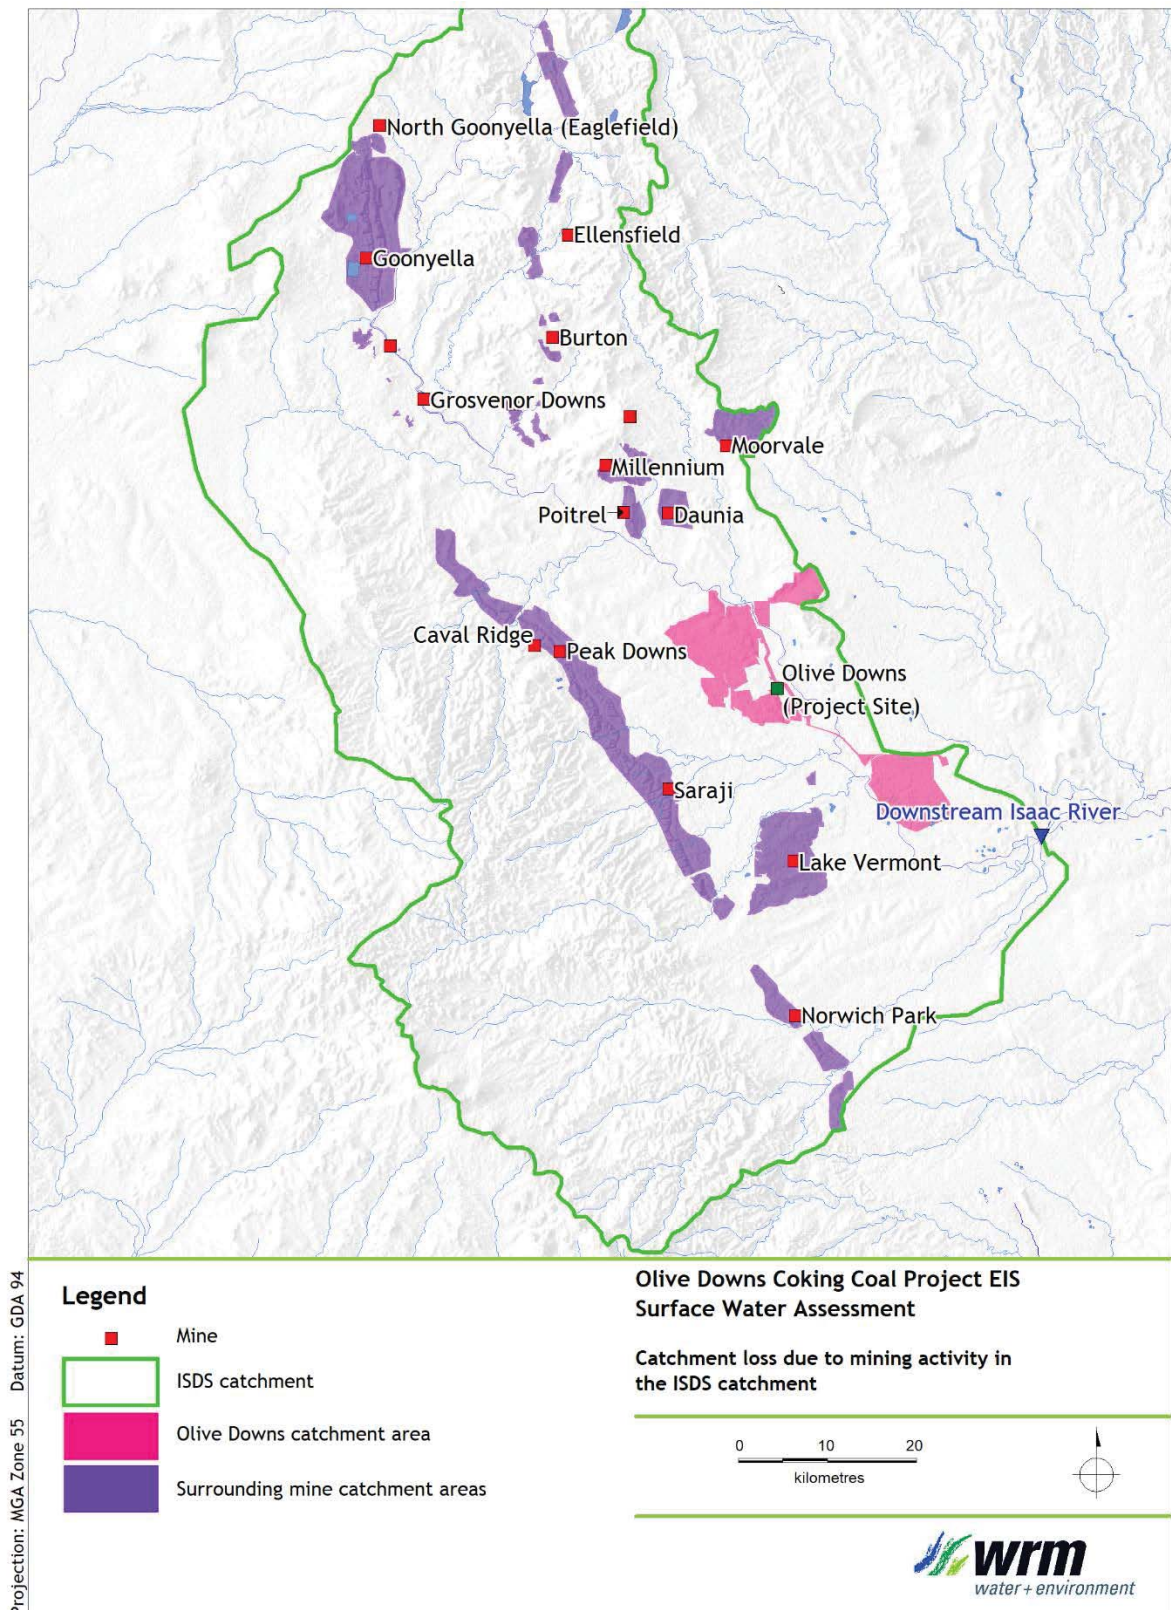 North Goonyella (Eaglefield)
Ellensfield
Goonyella
Burton
Grosvenor Downs
Moorvale
Millennium
Poitrel
Daunia
Caval Ridge
Peak Downs
Olive Downs
(Project Site)
Saraji
Downstream Isaac River
Lake Vermont
Norwich Park
Projection: MGA Zone 55 Datum: GDA 94
Legend
Mine
ISDS catchment
Olive Downs catchment area
Surrounding mine catchment areas
Olive Downs Coking Coal Project EIS
Surface Water Assessment
Catchment loss due to mining activity in
the ISDS catchment
0 10 20
kilometres
wrm
water + environment